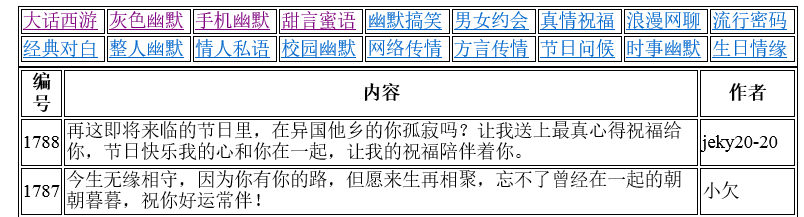 大话西游 灰色幽默 手机幽默 甜言蜜语 幽默搞笑 男女约会 真情祝福 浪漫网聊 流行密码
经典对白 整人幽默 情人私语 校园幽默 网络传情 方言传情 节日问候 时事幽默 生日情缘
编号 内容 作者
1788 再这即将来临的节日里，在异国他乡的你孤寂吗？让我送上最真心得祝福给 jeky20-20
你，节日快乐我的心和你在一起，让我的祝福陪伴着你。
1787 今生无缘相守，因为你有你的路，但愿来生再相聚，忘不了曾经在一起的朝 小欠
朝暮暮，祝你好运常伴！